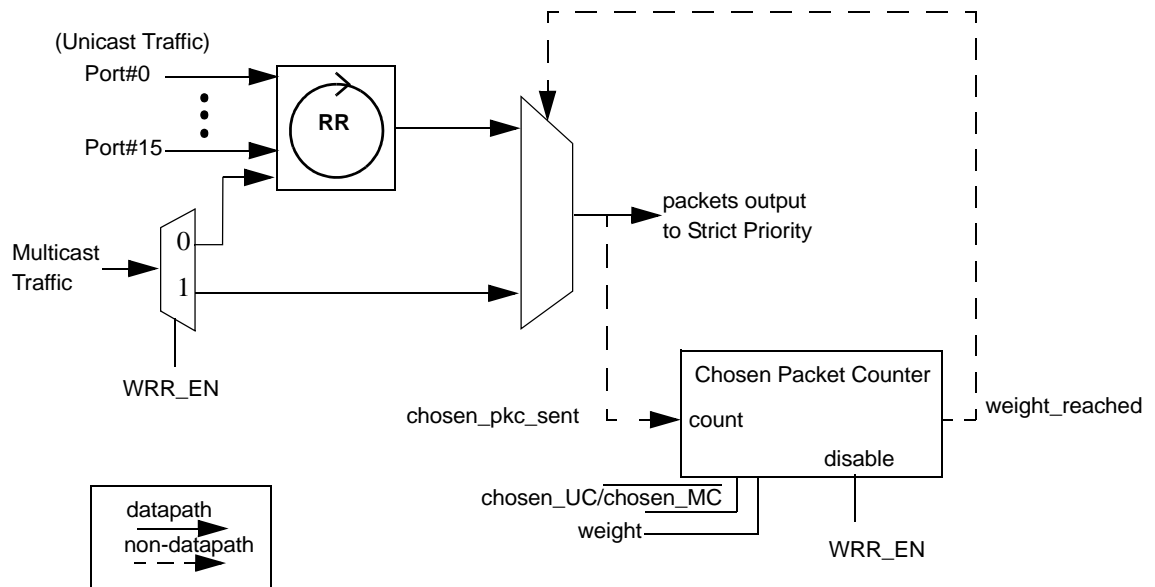 (Unicast Traffic)
Port#0
RR
Port#15
packets output
to Strict Priority
Multicast
Traffic
0
1
WRR_EN
Chosen Packet Counter
chosen_pkc_sent
count
weight_reached
disable
chosen_UC/chosen_MC
weight
WRR_EN
datapath
non-datapath